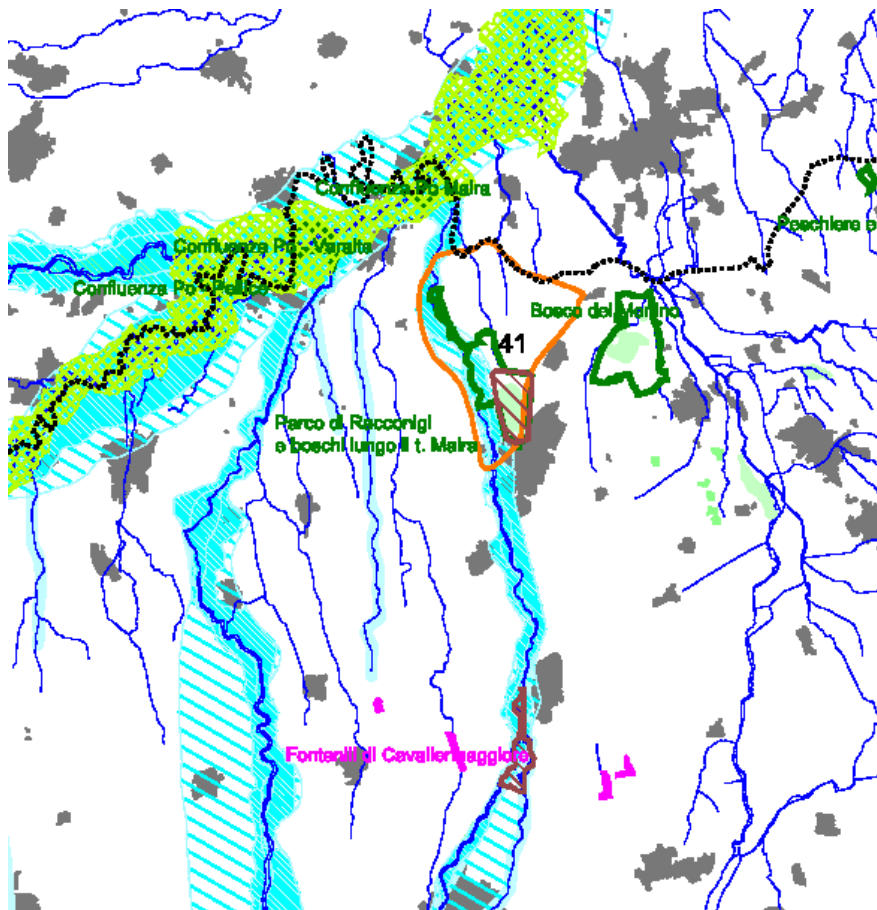 Confluenza Po-Maira
Confluenza Po - Varaita
Peschiere e
Confluenza Po - Pellice
Bosco del Merlino
41
Parco di Racconigi
e boschi lungo il t. Maira
Fontanili di Cavallermaggiore